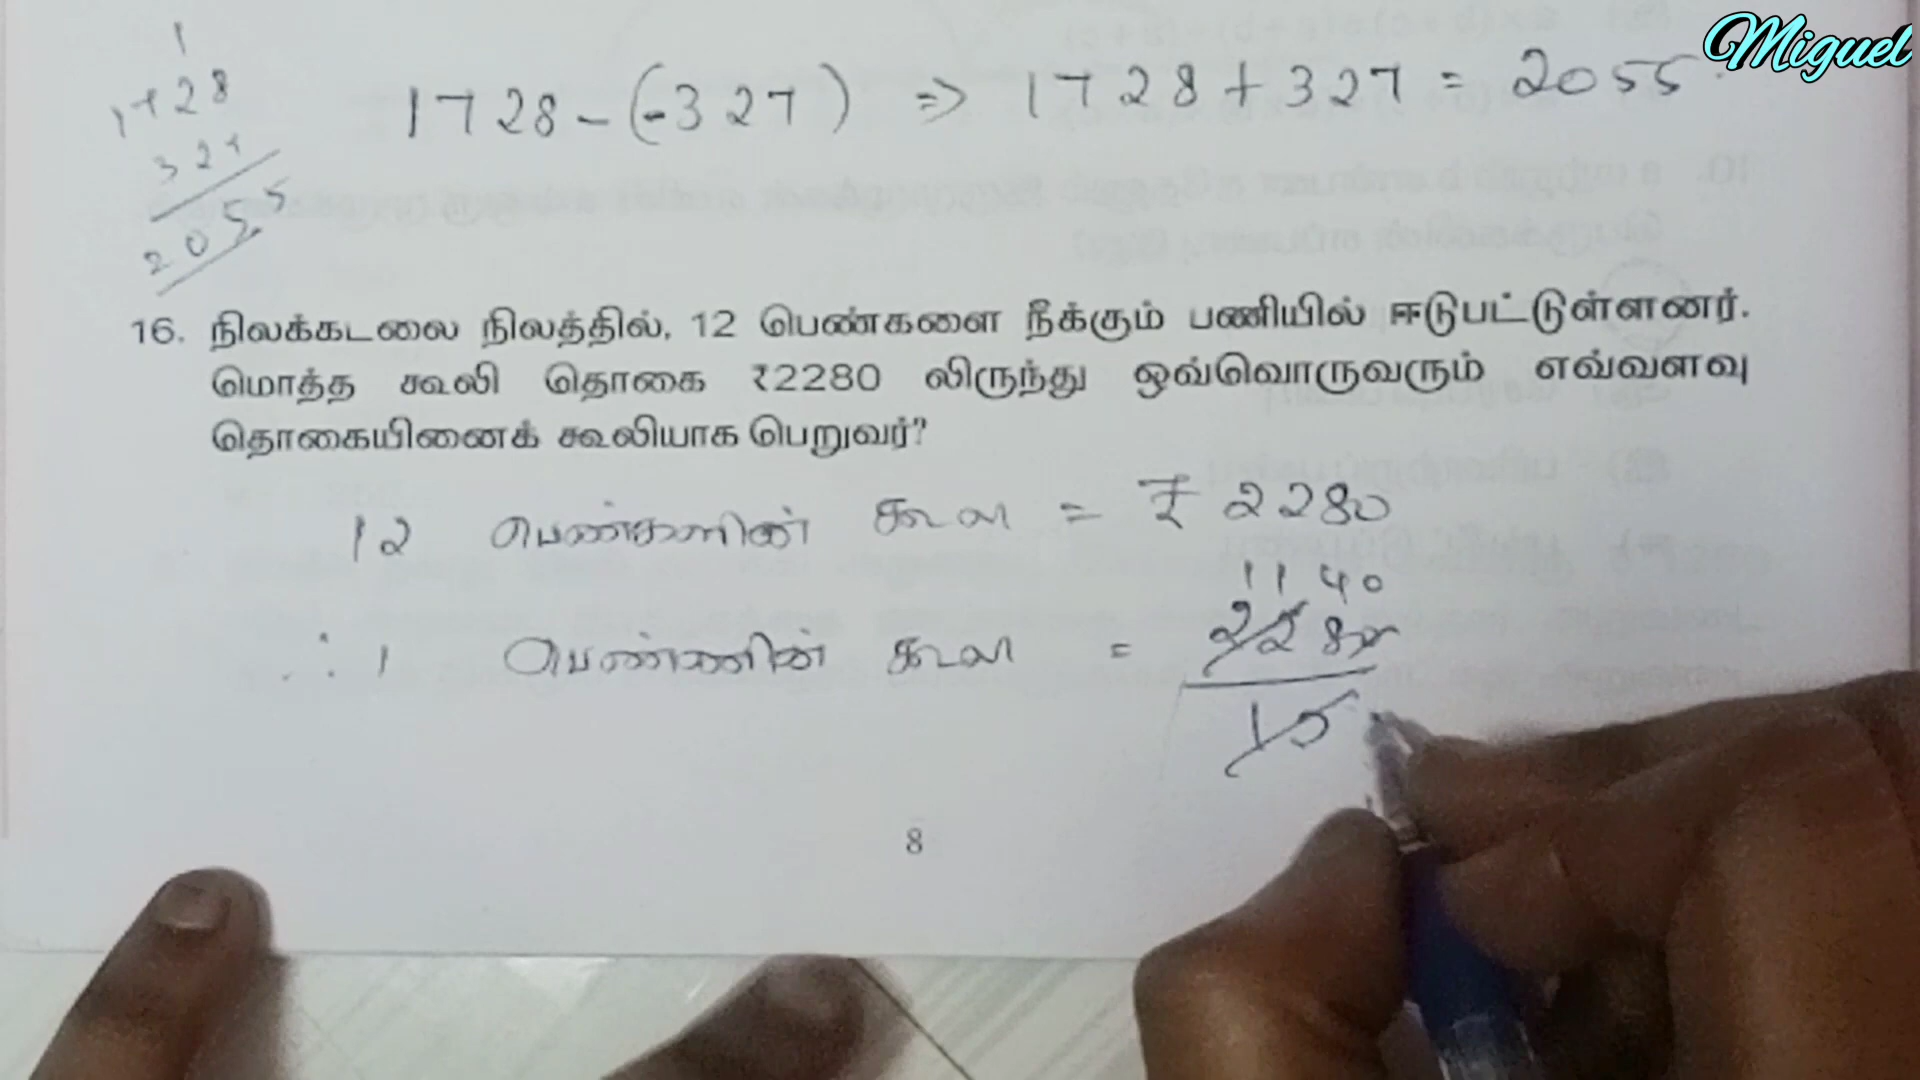 Miguel
1
1728
327
2055
1728-(-327) => 1728+327 = 2055
16. நிலக்கடலை நிலத்தில், 12 பெண்களை நீக்கும் பணியில் ஈடுபட்டுள்ளனர்.
மொத்த கூலி தொகை ₹2280 லிருந்து ஒவ்வொருவரும் எவ்வளவு
தொகையினைக் கூலியாக பெறுவர்?
12 பெண்களின் கூலி = ₹ 2280
1140
∴ 1 பெண்ணின் கூலி = 2280
8